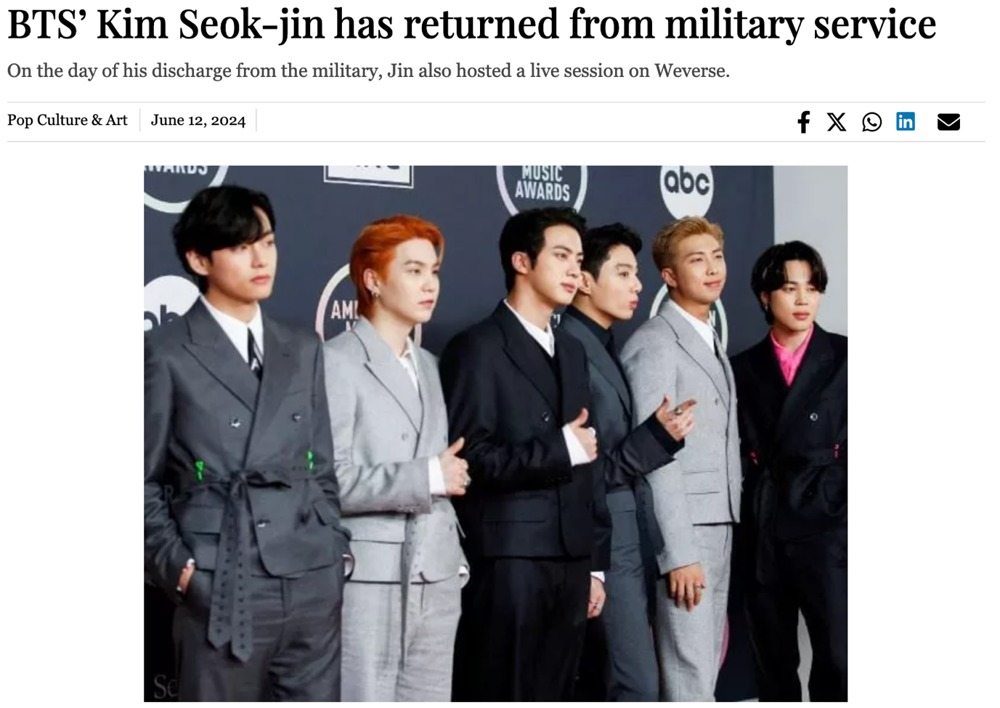 BTS’ Kim Seok-jin has returned from military service
On the day of his discharge from the military, Jin also hosted a live session on Weverse.
Pop Culture & Art
June 12, 2024
in
MUSIC
AWARDS
abc